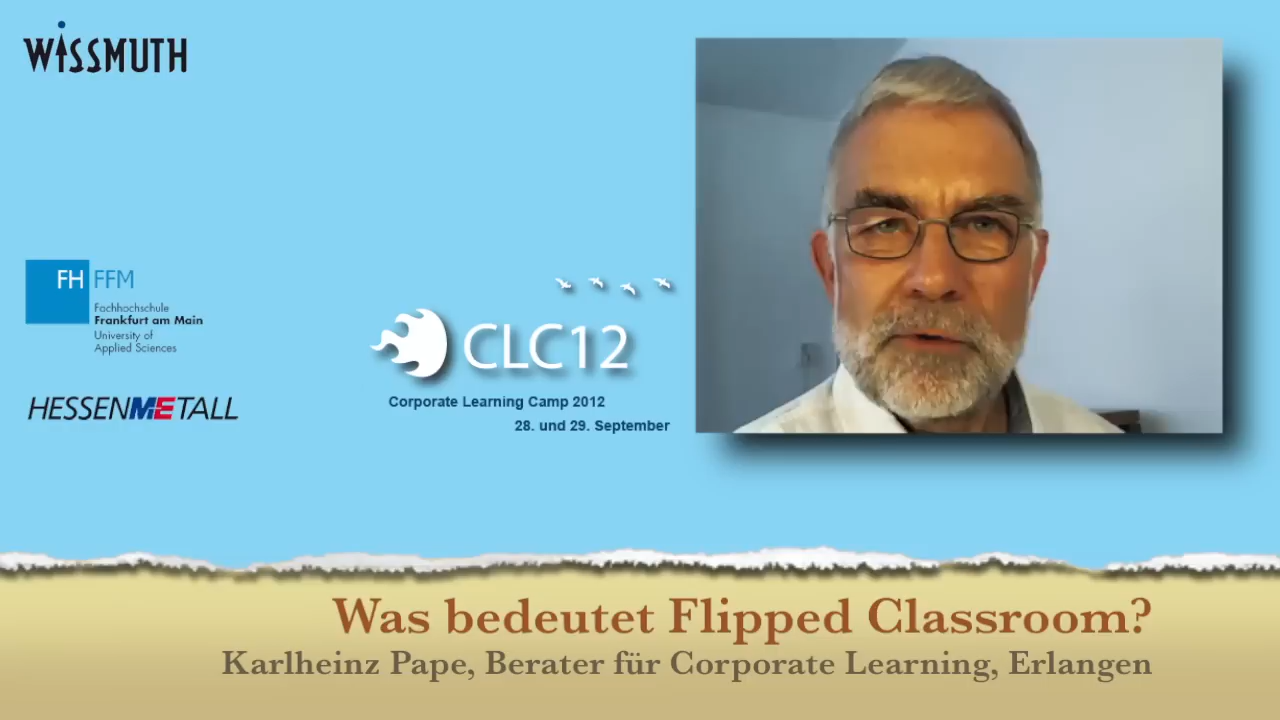 WISSMUTH
FH FFM
Fachhochschule
Frankfurt am Main
University of
Applied Sciences
HESSENMETALL
CLC12
Corporate Learning Camp 2012
28. und 29. September
Was bedeutet Flipped Classroom?
Karlheinz Pape, Berater für Corporate Learning, Erlangen